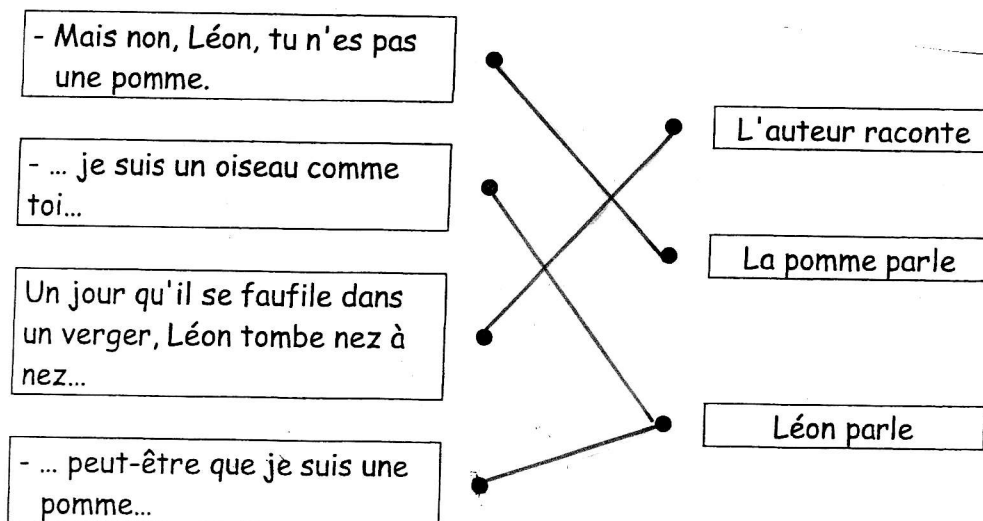 - Mais non, Léon, tu n'es pas
une pomme.
- ... je suis un oiseau comme
toi...
Un jour qu'il se faufile dans
un verger, Léon tombe nez à
nez...
- ... peut-être que je suis une
pomme...
L'auteur raconte
La pomme parle
Léon parle